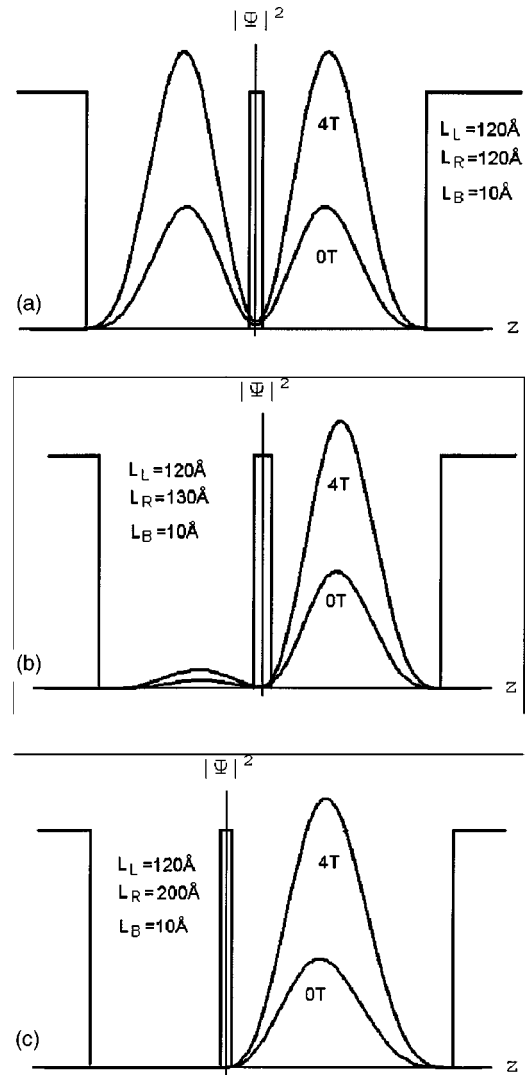 |Ψ|²
4T
L_L=120Å
L_R=120Å
L_B=10Å
0T
(a)
z
|Ψ|²
L_L=120Å
L_R=130Å
L_B=10Å
4T
0T
(b)
z
|Ψ|²
L_L=120Å
L_R=200Å
L_B=10Å
4T
0T
(c)
z